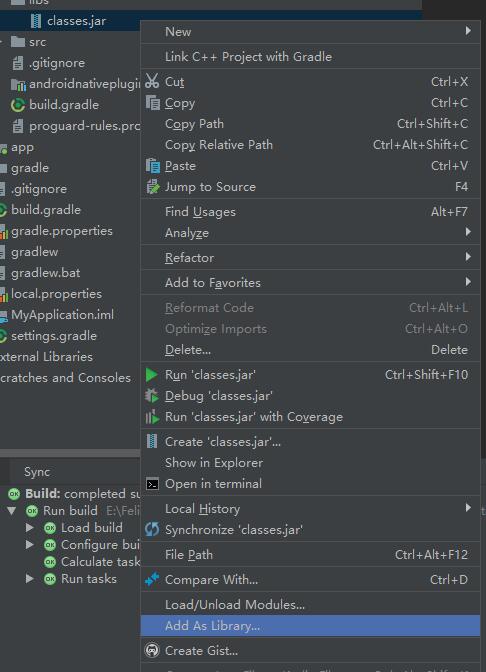 libs
classes.jar
src
.gitignore
androidnativeplugin
build.gradle
proguard-rules.pro
app
gradle
.gitignore
build.gradle
gradle.properties
gradlew
gradlew.bat
local.properties
MyApplication.iml
settings.gradle
xternal Libraries
cratches and Consoles
New
Link C++ Project with Gradle
Cut Ctrl+X
Copy Ctrl+C
Copy Path Ctrl+Shift+C
Copy Relative Path Ctrl+Alt+Shift+C
Paste Ctrl+V
Jump to Source F4
Find Usages Alt+F7
Analyze
Refactor
Add to Favorites
Reformat Code Ctrl+Alt+L
Optimize Imports Ctrl+Alt+O
Delete... Delete
Run 'classes.jar' Ctrl+Shift+F10
Debug 'classes.jar'
Run 'classes.jar' with Coverage
Create 'classes.jar'...
Show in Explorer
Open in terminal
Local History
Synchronize 'classes.jar'
File Path Ctrl+Alt+F12
Compare With... Ctrl+D
Load/Unload Modules...
Add As Library...
Create Gist...
Sync
Build: completed su
Run build E:\Feli
Load build
Configure bui
Calculate task
Run tasks